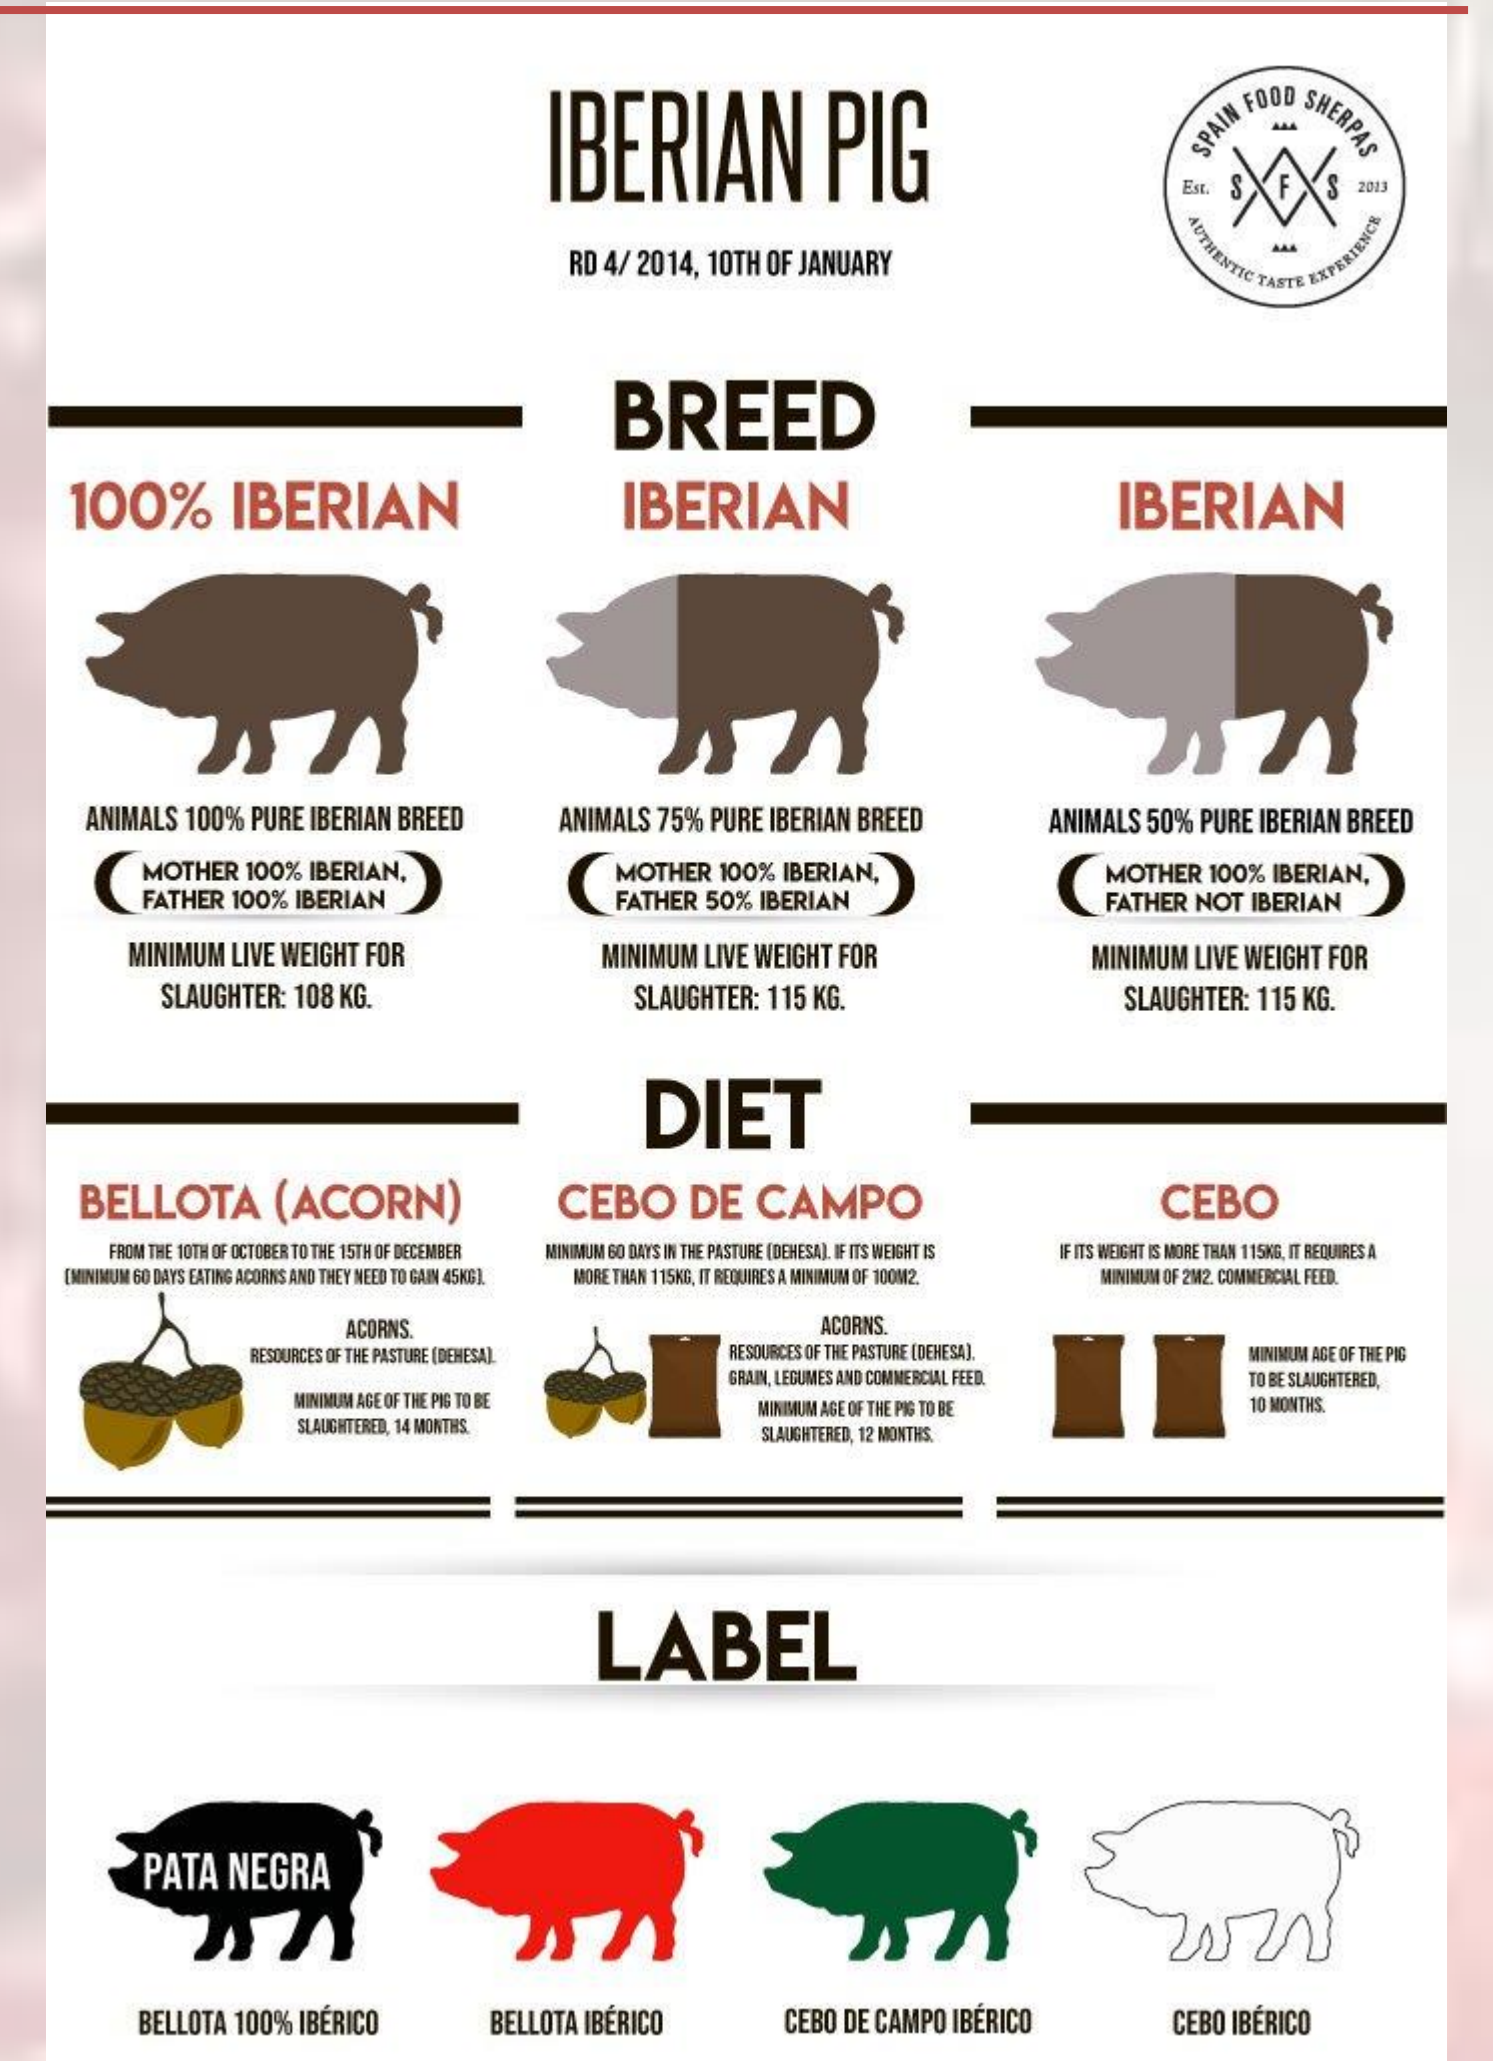 IBERIAN PIG
RD 4/ 2014, 10TH OF JANUARY
SPAIN FOOD SHERPAS
Est. S F S 2013
AUTHENTIC TASTE EXPERIENCE
BREED
100% IBERIAN
ANIMALS 100% PURE IBERIAN BREED
MOTHER 100% IBERIAN,
FATHER 100% IBERIAN
MINIMUM LIVE WEIGHT FOR
SLAUGHTER: 108 KG.
IBERIAN
ANIMALS 75% PURE IBERIAN BREED
MOTHER 100% IBERIAN,
FATHER 50% IBERIAN
MINIMUM LIVE WEIGHT FOR
SLAUGHTER: 115 KG.
IBERIAN
ANIMALS 50% PURE IBERIAN BREED
MOTHER 100% IBERIAN,
FATHER NOT IBERIAN
MINIMUM LIVE WEIGHT FOR
SLAUGHTER: 115 KG.
DIET
BELLOTA (ACORN)
FROM THE 10TH OF OCTOBER TO THE 15TH OF DECEMBER
(MINIMUM 60 DAYS EATING ACORNS AND THEY NEED TO GAIN 45KG).
ACORNS.
RESOURCES OF THE PASTURE (DEHESA).
MINIMUM AGE OF THE PIG TO BE
SLAUGHTERED, 14 MONTHS.
CEBO DE CAMPO
MINIMUM 60 DAYS IN THE PASTURE (DEHESA). IF ITS WEIGHT IS
MORE THAN 115KG, IT REQUIRES A MINIMUM OF 100M2.
ACORNS.
RESOURCES OF THE PASTURE (DEHESA).
GRAIN, LEGUMES AND COMMERCIAL FEED.
MINIMUM AGE OF THE PIG TO BE
SLAUGHTERED, 12 MONTHS.
CEBO
IF ITS WEIGHT IS MORE THAN 115KG, IT REQUIRES A
MINIMUM OF 2M2. COMMERCIAL FEED.
MINIMUM AGE OF THE PIG
TO BE SLAUGHTERED,
10 MONTHS.
LABEL
PATA NEGRA
BELLOTA 100% IBÉRICO
BELLOTA IBÉRICO
CEBO DE CAMPO IBÉRICO
CEBO IBÉRICO